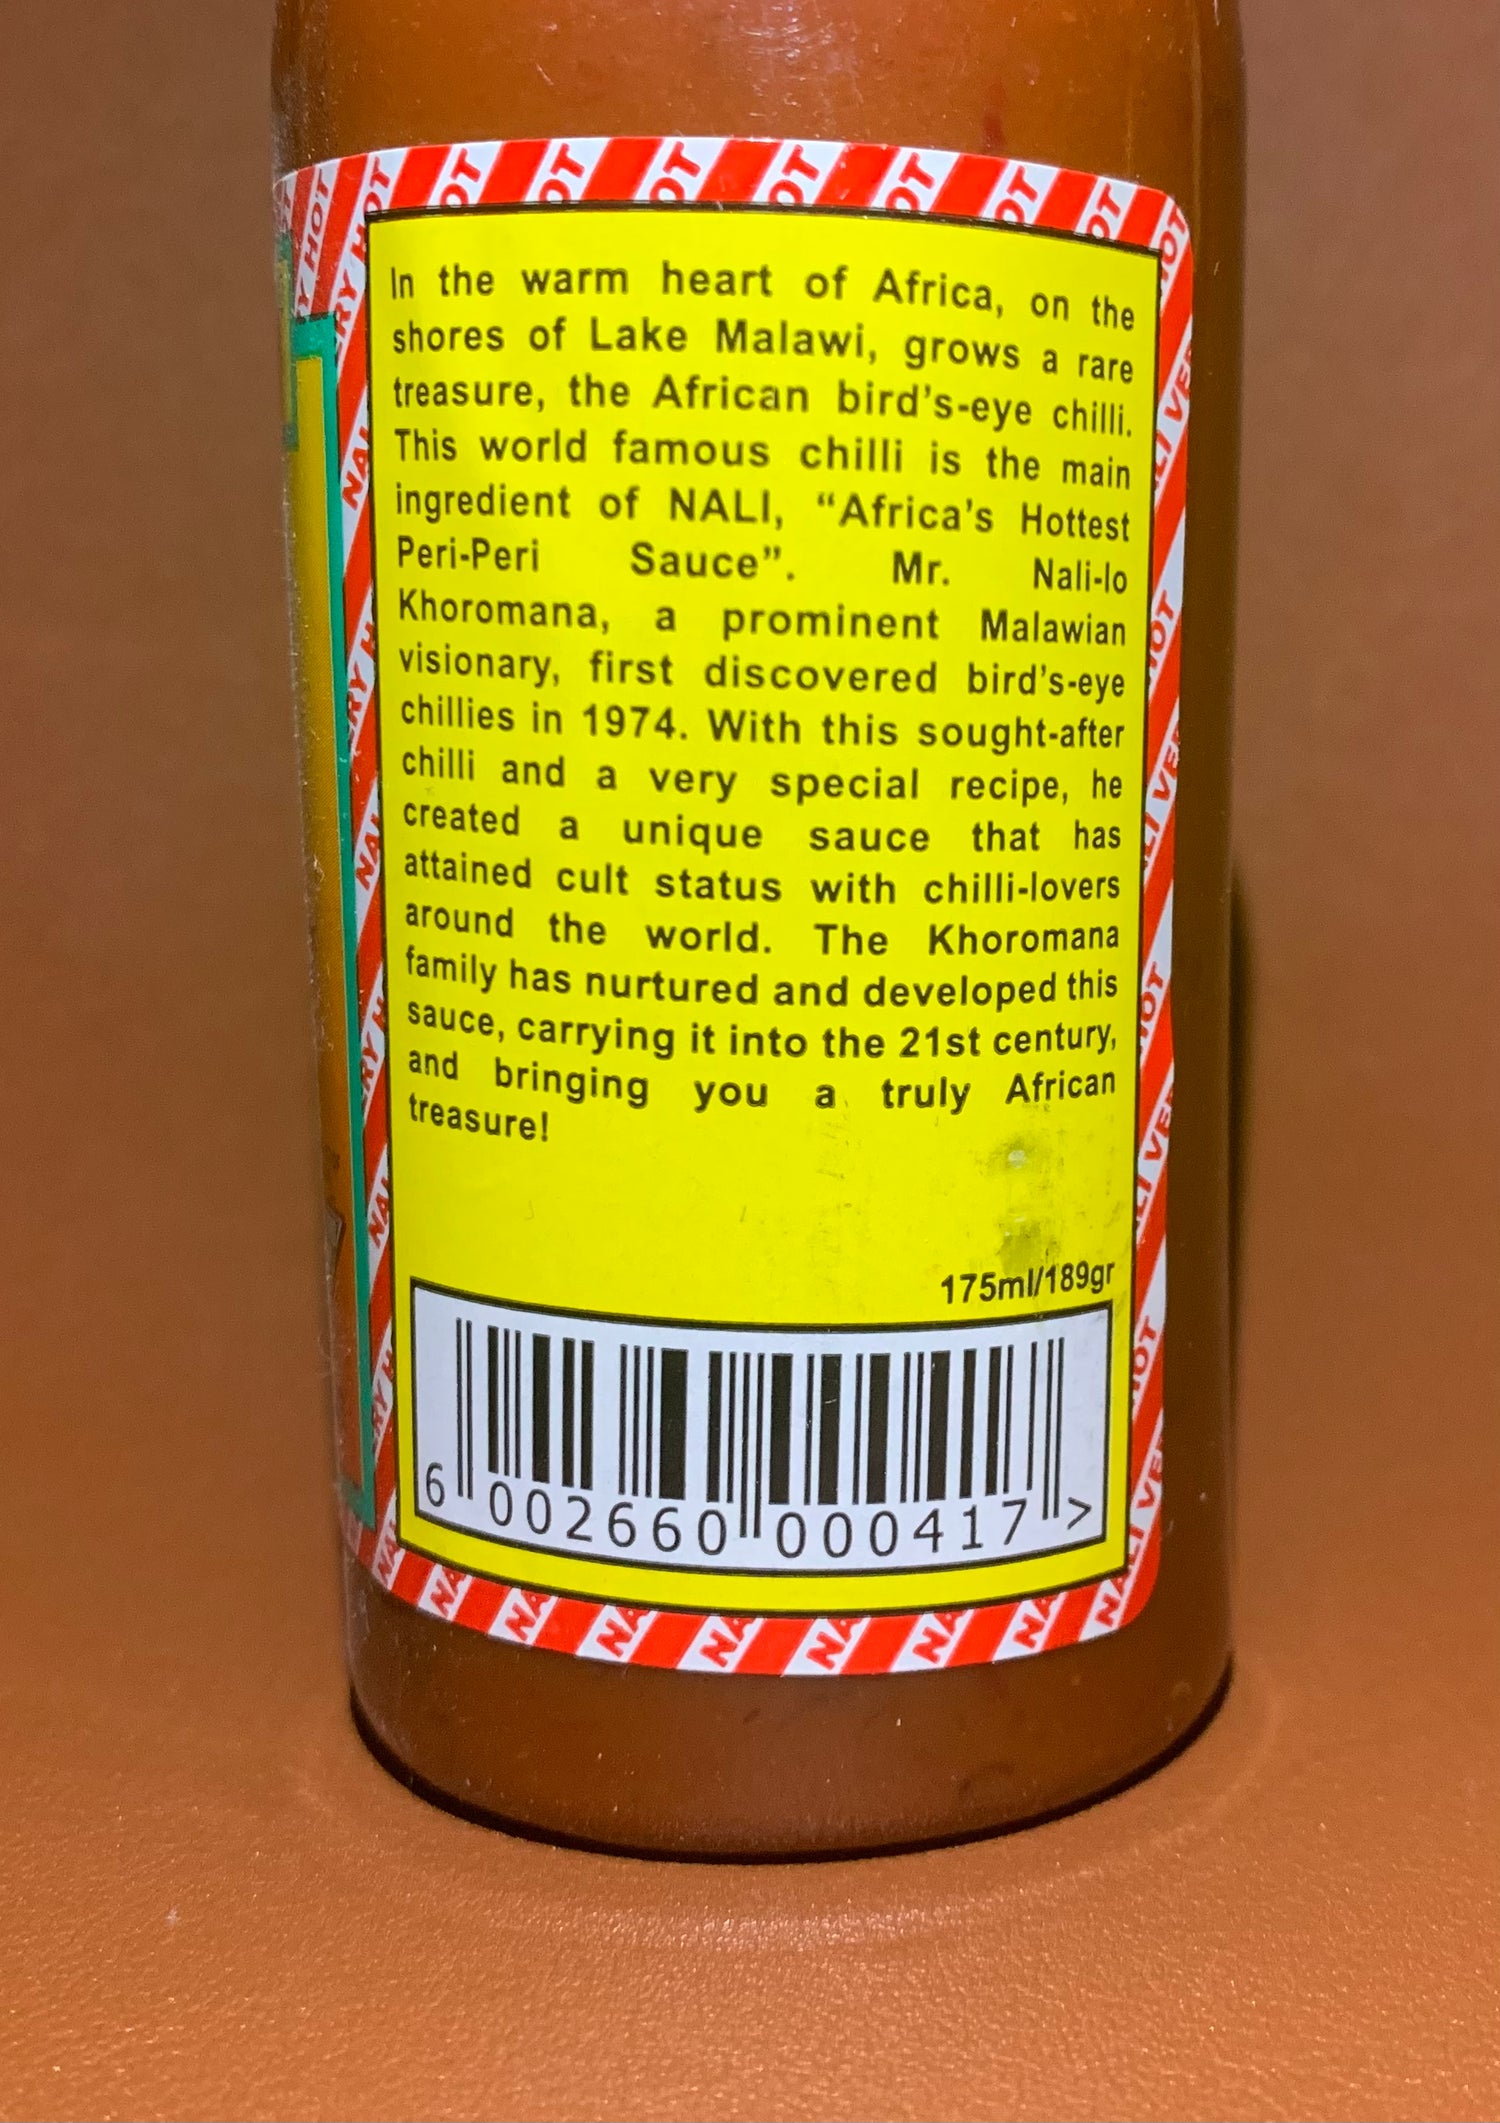 In the warm heart of Africa, on the
shores of Lake Malawi, grows a rare
treasure, the African bird's-eye chilli.
This world famous chilli is the main
ingredient of NALI, “Africa's Hottest
Peri-Peri Sauce”. Mr. Nali-Io
Khoromana, a prominent Malawian
visionary, first discovered bird's-eye
chillies in 1974. With this sought-after
chilli and a very special recipe, he
created a unique sauce that has
attained cult status with chilli-lovers
around the world. The Khoromana
family has nurtured and developed this
sauce, carrying it into the 21st century,
and bringing you a truly African
treasure!
175ml/189gr
6 002660 000417 >